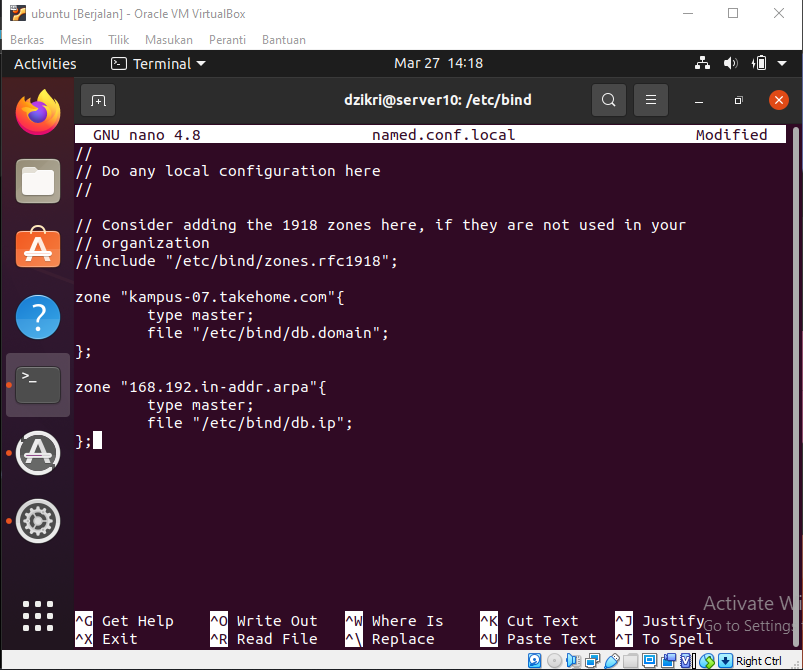 ubuntu [Berjalan] - Oracle VM VirtualBox
Berkas Mesin Tilik Masukan Peranti Bantuan
Activities Terminal Mar 27 14:18
dzikri@server10: /etc/bind
GNU nano 4.8 named.conf.local Modified
//
// Do any local configuration here
//
// Consider adding the 1918 zones here, if they are not used in your
// organization
//include "/etc/bind/zones.rfc1918";
zone "kampus-07.takehome.com"{
type master;
file "/etc/bind/db.domain";
};
zone "168.192.in-addr.arpa"{
type master;
file "/etc/bind/db.ip";
};
^G Get Help ^O Write Out ^W Where Is ^K Cut Text ^J Justify
^X Exit ^R Read File ^\ Replace ^U Paste Text ^T To Spell
Activate Wi
Go to Settings
Right Ctrl